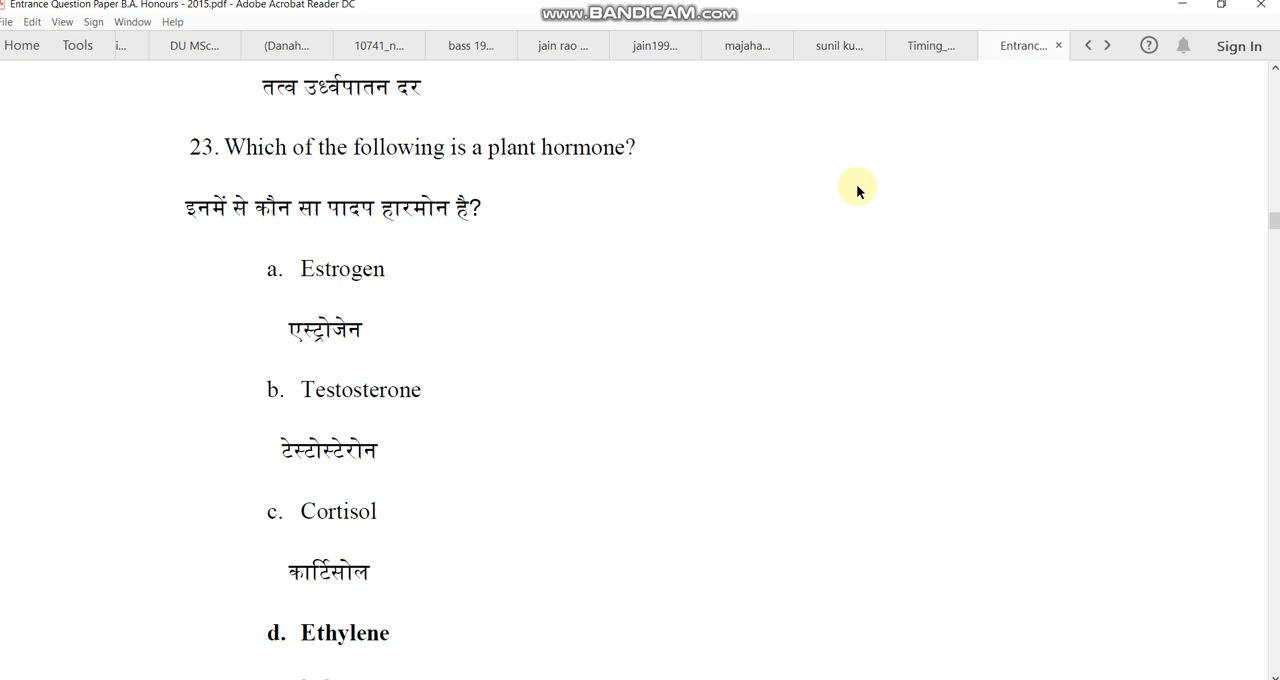 Entrance Question Paper B.A. Honours - 2015.pdf - Adobe Acrobat Reader DC
www.BANDICAM.com
File Edit View Sign Window Help
Home Tools i... DU MSc... (Danah... 10741_n... bass 19... jain rao ... jain199... majaha... sunil ku... Timing_... Entranc... × Sign In
तत्व उर्ध्वपातन दर
23. Which of the following is a plant hormone?
इनमें से कौन सा पादप हारमोन है?
a. Estrogen
एस्ट्रोजेन
b. Testosterone
टेस्टोस्टेरोन
c. Cortisol
कार्टिसोल
d. Ethylene